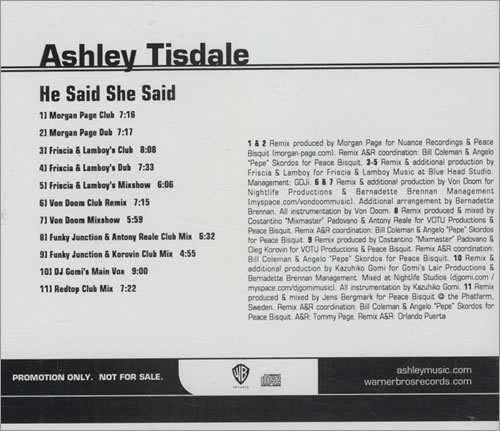 Ashley Tisdale
He Said She Said
1] Morgan Page Club 7:16
2] Morgan Page Dub 7:17
3] Friscia & Lamboy's Club 8:08
4] Friscia & Lamboy's Dub 7:33
5] Friscia & Lamboy's Mixshow 6:06
6] Von Doom Club Remix 7:15
7] Von Doom Mixshow 5:59
8] Funky Junction & Antony Reale Club Mix 6:32
9] Funky Junction & Korovin Club Mix 4:55
10] DJ Gomi's Main Vox 9:00
11] Redtop Club Mix 7:22
1 & 2 Remix produced by Morgan Page for Nuance Recordings & Peace
Bisquit [morgan-page.com]. Remix A&R coordination: Bill Coleman & Angelo
"Pepe" Skordos for Peace Bisquit. 3-5 Remix & additional production by
Friscia & Lamboy for Friscia & Lamboy Music at Blue Head Studio.
Management: GDJi. 6 & 7 Remix & additional production by Von Doom for
Nightlife Productions & Bernadette Brennan Management
[myspace.com/vondoommusic]. Additional arrangement by Bernadette
Brennan. All instrumentation by Von Doom. 8 Remix produced & mixed by
Costantino "Mixmaster" Padovano & Antony Reale for VOTU Productions &
Peace Bisquit. Remix A&R coordination: Bill Coleman & Angelo "Pepe" Skordos
for Peace Bisquit. 9 Remix produced by Costantino "Mixmaster" Padovano &
Oleg Korovin for VOTU Productions & Peace Bisquit. Remix A&R coordination:
Bill Coleman & Angelo "Pepe" Skordos for Peace Bisquit. 10 Remix &
additional production by Kazuhiko Gomi for Gomi's Lair Productions &
Bernadette Brennan Management. Mixed at Nightlife Studios [djgomi.com /
myspace.com/djgomimusic]. All instrumentation by Kazuhiko Gomi. 11 Remix
produced & mixed by Jens Bergmark for Peace Bisquit @ the Phatfarm,
Sweden. Remix A&R coordination: Bill Coleman & Angelo "Pepe" Skordos for
Peace Bisquit. A&R: Tommy Page. Remix A&R: Orlando Puerta
PROMOTION ONLY. NOT FOR SALE.
ashleymusic.com
warnerbrosrecords.com